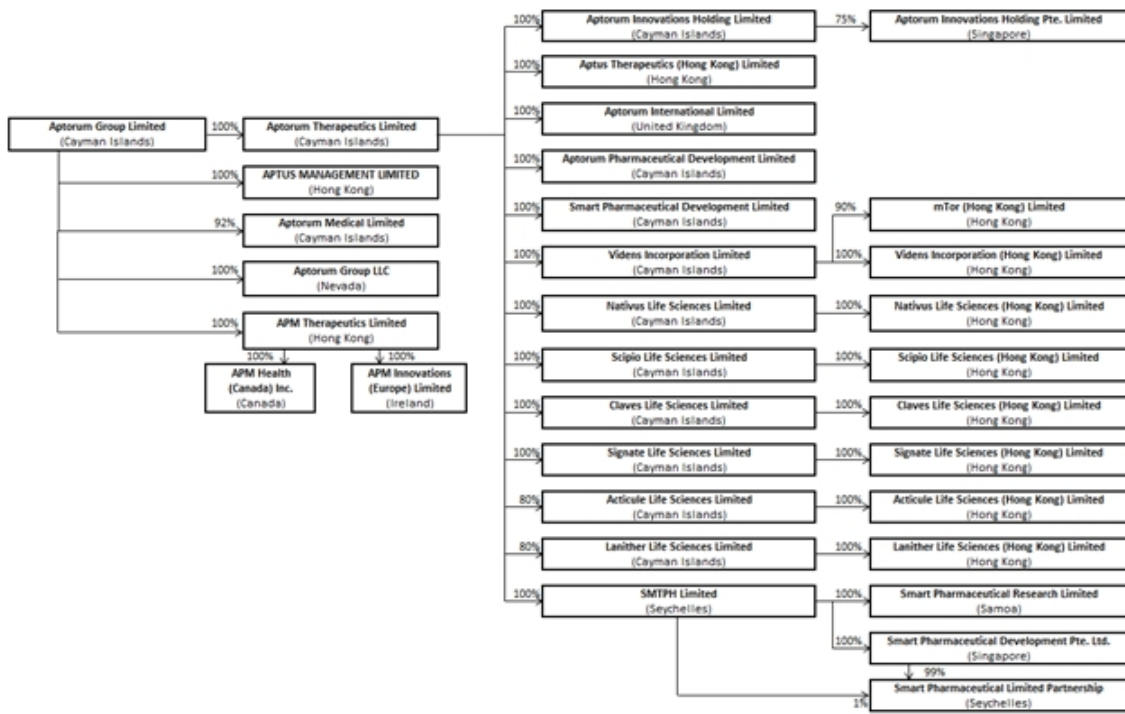 100%
Aptorum Innovations Holding Limited
(Cayman Islands)
75%
Aptorum Innovations Holding Pte. Limited
(Singapore)
100%
Aptus Therapeutics (Hong Kong) Limited
(Hong Kong)
100%
Aptorum International Limited
(United Kingdom)
Aptorum Group Limited
(Cayman Islands)
100%
Aptorum Therapeutics Limited
(Cayman Islands)
100%
Aptorum Pharmaceutical Development Limited
(Cayman Islands)
100%
APTUS MANAGEMENT LIMITED
(Hong Kong)
100%
Smart Pharmaceutical Development Limited
(Cayman Islands)
90%
mTor (Hong Kong) Limited
(Hong Kong)
92%
Aptorum Medical Limited
(Cayman Islands)
100%
Videns Incorporation Limited
(Cayman Islands)
100%
Videns Incorporation (Hong Kong) Limited
(Hong Kong)
100%
Aptorum Group LLC
(Nevada)
100%
Nativus Life Sciences Limited
(Cayman Islands)
100%
Nativus Life Sciences (Hong Kong) Limited
(Hong Kong)
100%
APM Therapeutics Limited
(Hong Kong)
100%
100%
APM Health
(Canada) Inc.
(Canada)
APM Innovations
(Europe) Limited
(Ireland)
100%
Scipio Life Sciences Limited
(Cayman Islands)
100%
Scipio Life Sciences (Hong Kong) Limited
(Hong Kong)
100%
Claves Life Sciences Limited
(Cayman Islands)
100%
Claves Life Sciences (Hong Kong) Limited
(Hong Kong)
100%
Signate Life Sciences Limited
(Cayman Islands)
100%
Signate Life Sciences (Hong Kong) Limited
(Hong Kong)
80%
Acticule Life Sciences Limited
(Cayman Islands)
100%
Acticule Life Sciences (Hong Kong) Limited
(Hong Kong)
80%
Lanither Life Sciences Limited
(Cayman Islands)
100%
Lanither Life Sciences (Hong Kong) Limited
(Hong Kong)
100%
SMTPH Limited
(Seychelles)
100%
Smart Pharmaceutical Research Limited
(Samoa)
100%
Smart Pharmaceutical Development Pte. Ltd.
(Singapore)
99%
1%
Smart Pharmaceutical Limited Partnership
(Seychelles)